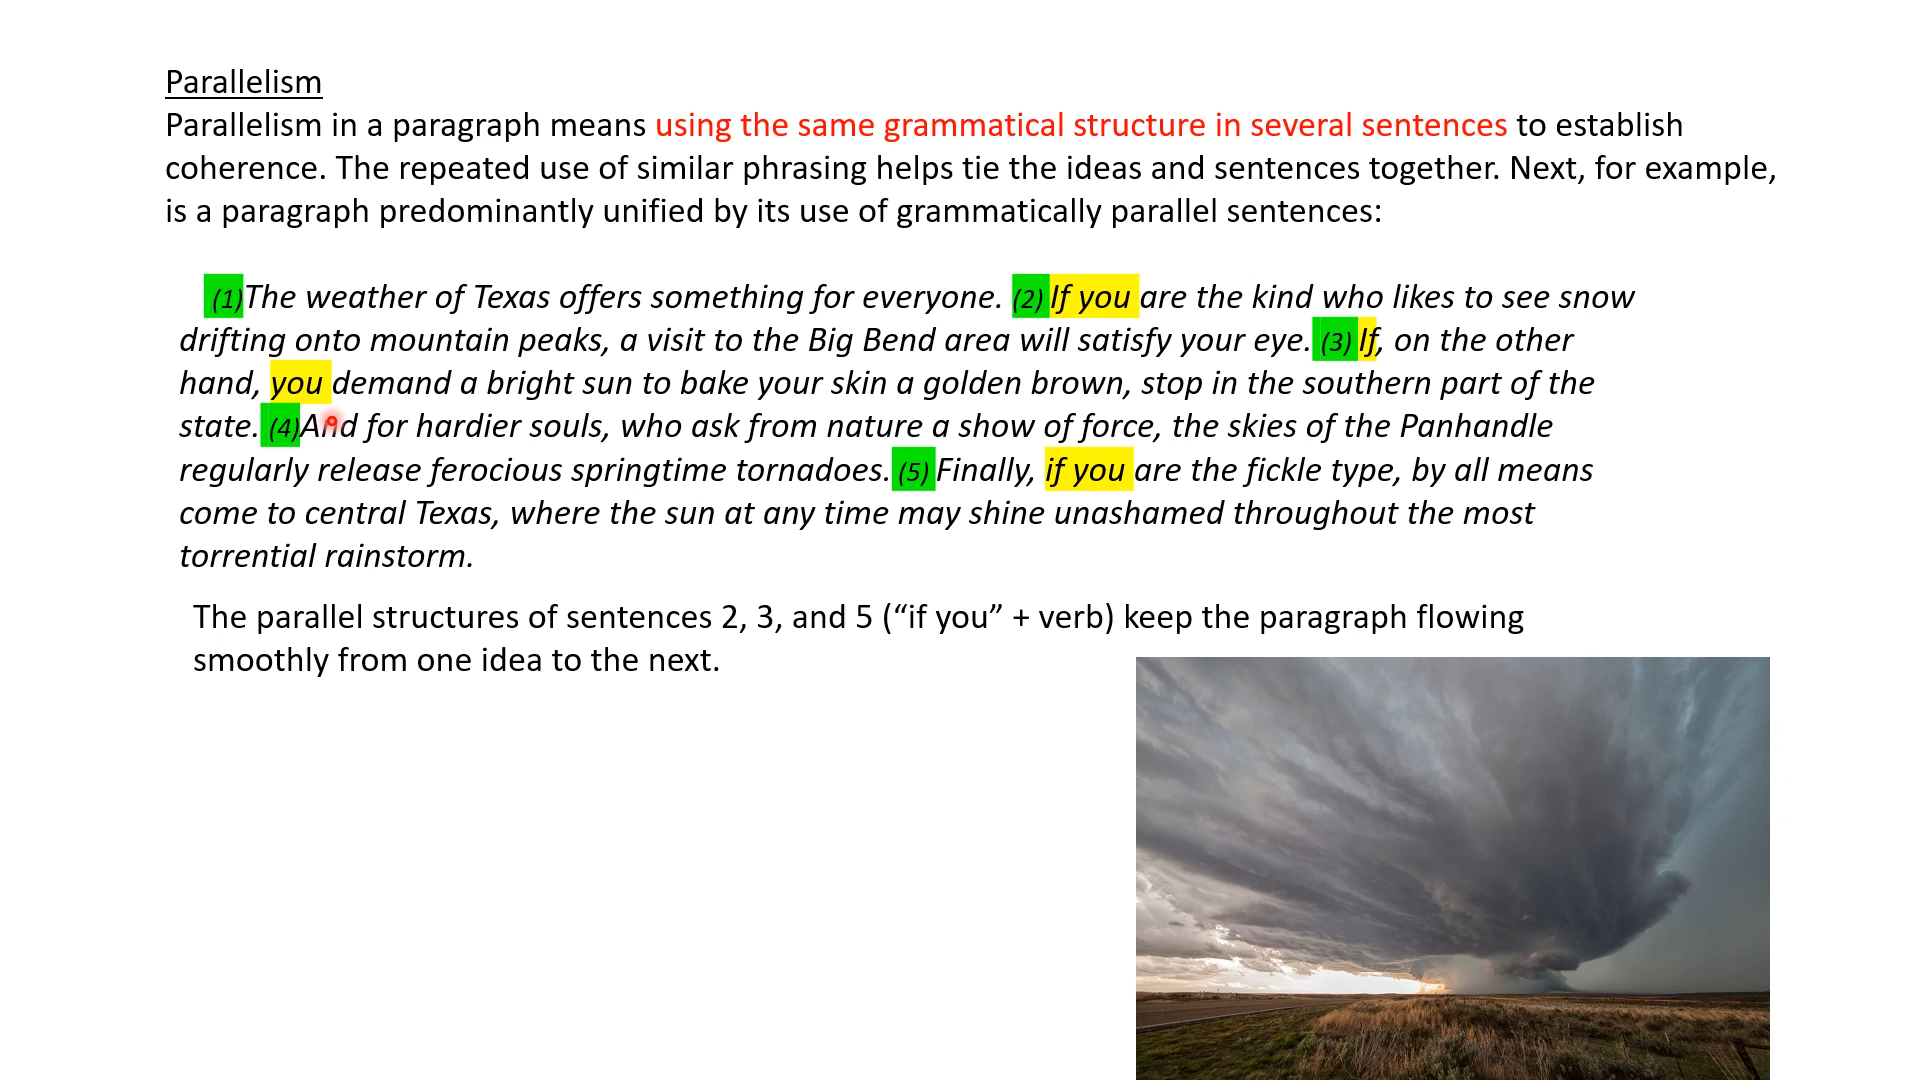 Parallelism
Parallelism in a paragraph means using the same grammatical structure in several sentences to establish
coherence. The repeated use of similar phrasing helps tie the ideas and sentences together. Next, for example,
is a paragraph predominantly unified by its use of grammatically parallel sentences:
(1)The weather of Texas offers something for everyone. (2) If you are the kind who likes to see snow
drifting onto mountain peaks, a visit to the Big Bend area will satisfy your eye. (3) If, on the other
hand, you demand a bright sun to bake your skin a golden brown, stop in the southern part of the
state. (4)And for hardier souls, who ask from nature a show of force, the skies of the Panhandle
regularly release ferocious springtime tornadoes. (5) Finally, if you are the fickle type, by all means
come to central Texas, where the sun at any time may shine unashamed throughout the most
torrential rainstorm.
The parallel structures of sentences 2, 3, and 5 (“if you” + verb) keep the paragraph flowing
smoothly from one idea to the next.